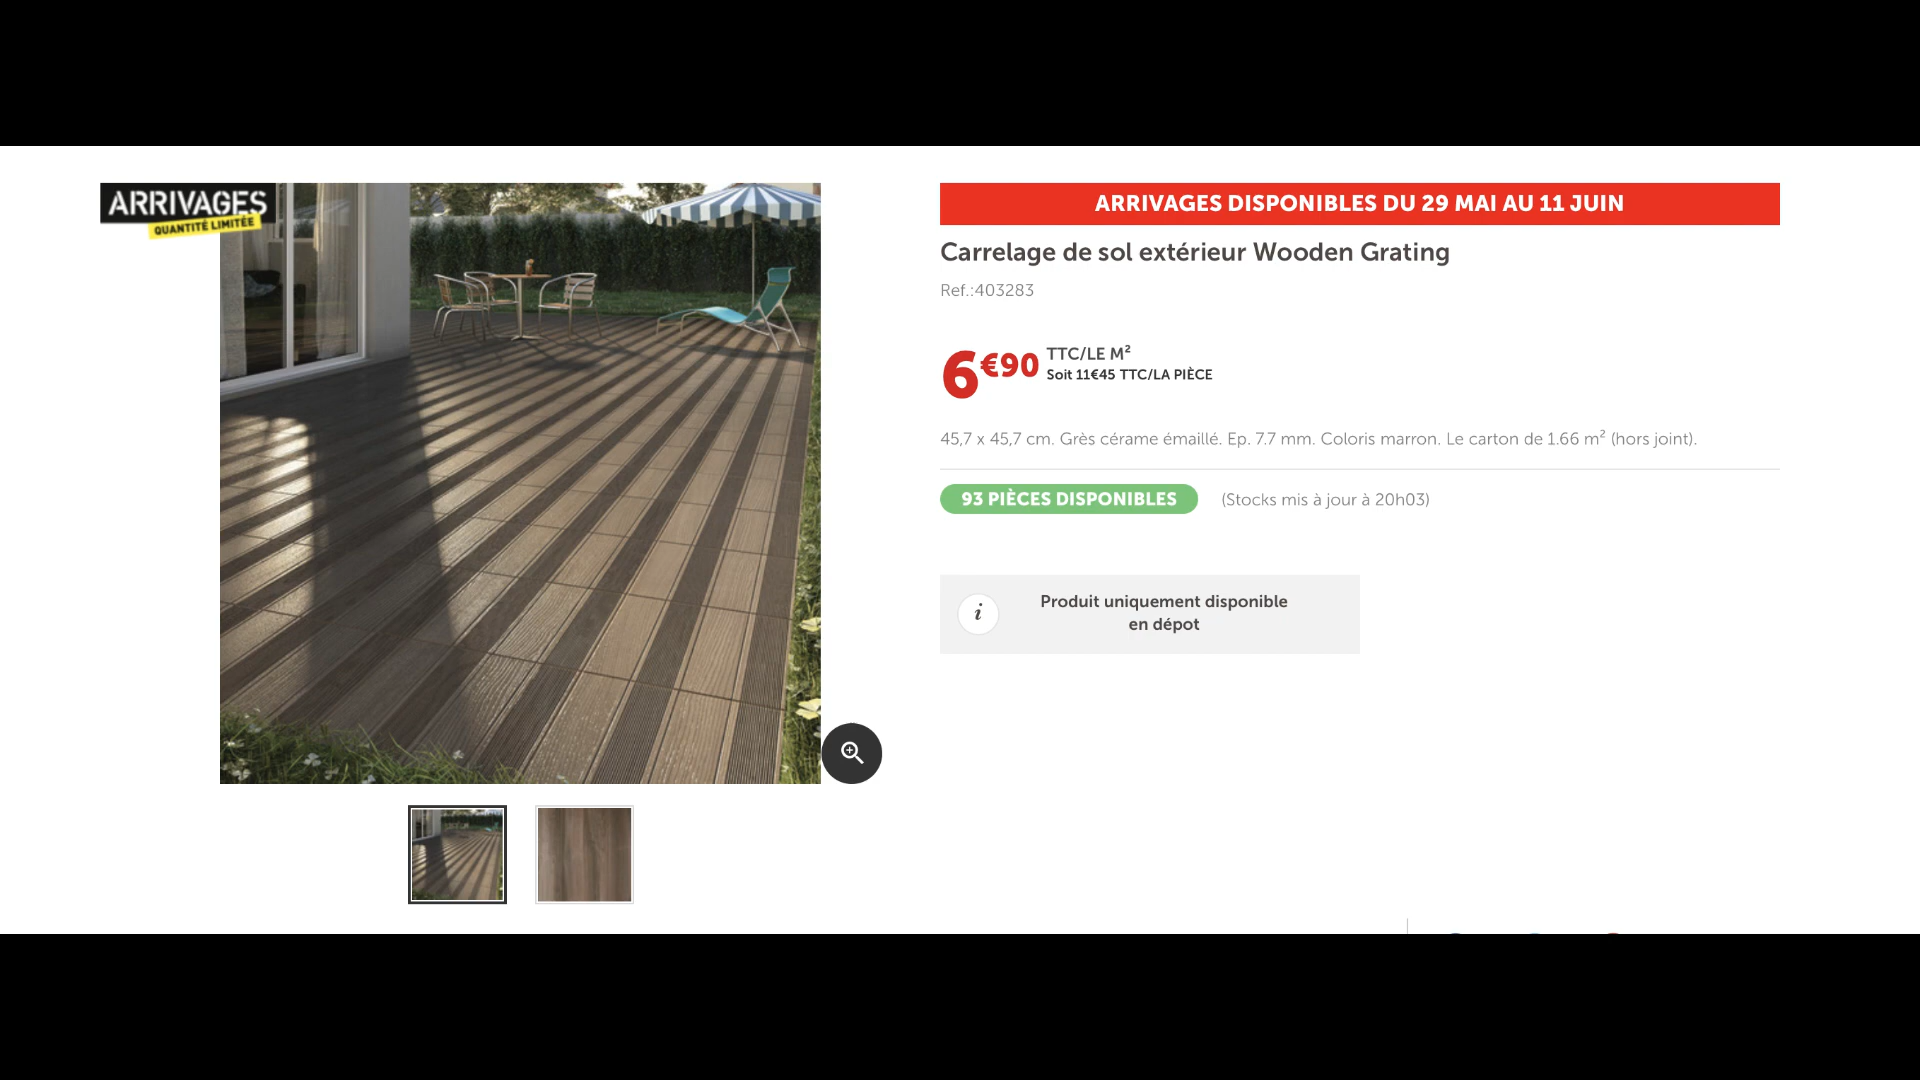 ARRIVAGES
QUANTITÉ LIMITÉE
ARRIVAGES DISPONIBLES DU 29 MAI AU 11 JUIN
Carrelage de sol extérieur Wooden Grating
Ref.:403283
6€90 TTC/LE M²
Soit 11€45 TTC/LA PIÈCE
45,7 x 45,7 cm. Grès cérame émaillé. Ep. 7.7 mm. Coloris marron. Le carton de 1.66 m² (hors joint).
93 PIÈCES DISPONIBLES (Stocks mis à jour à 20h03)
i
Produit uniquement disponible
en dépot